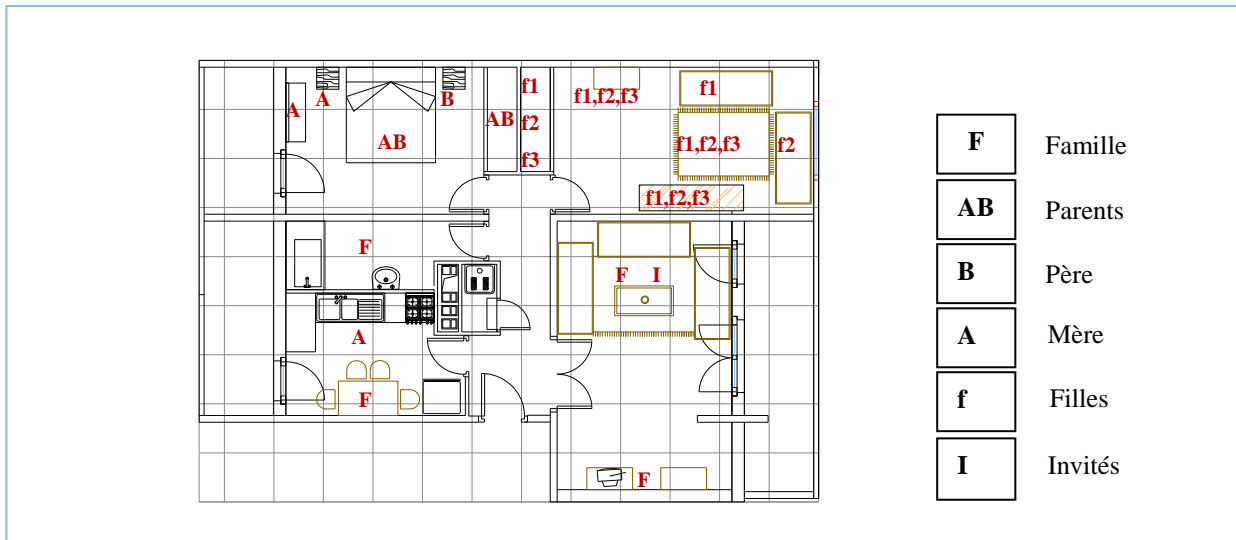 A
B
A
AB
AB
f1
f2
f3
f1,f2,f3
f1
f1,f2,f3
f2
f1,f2,f3
F
F I
A
F
F
F Famille
AB Parents
B Père
A Mère
f Filles
I Invités